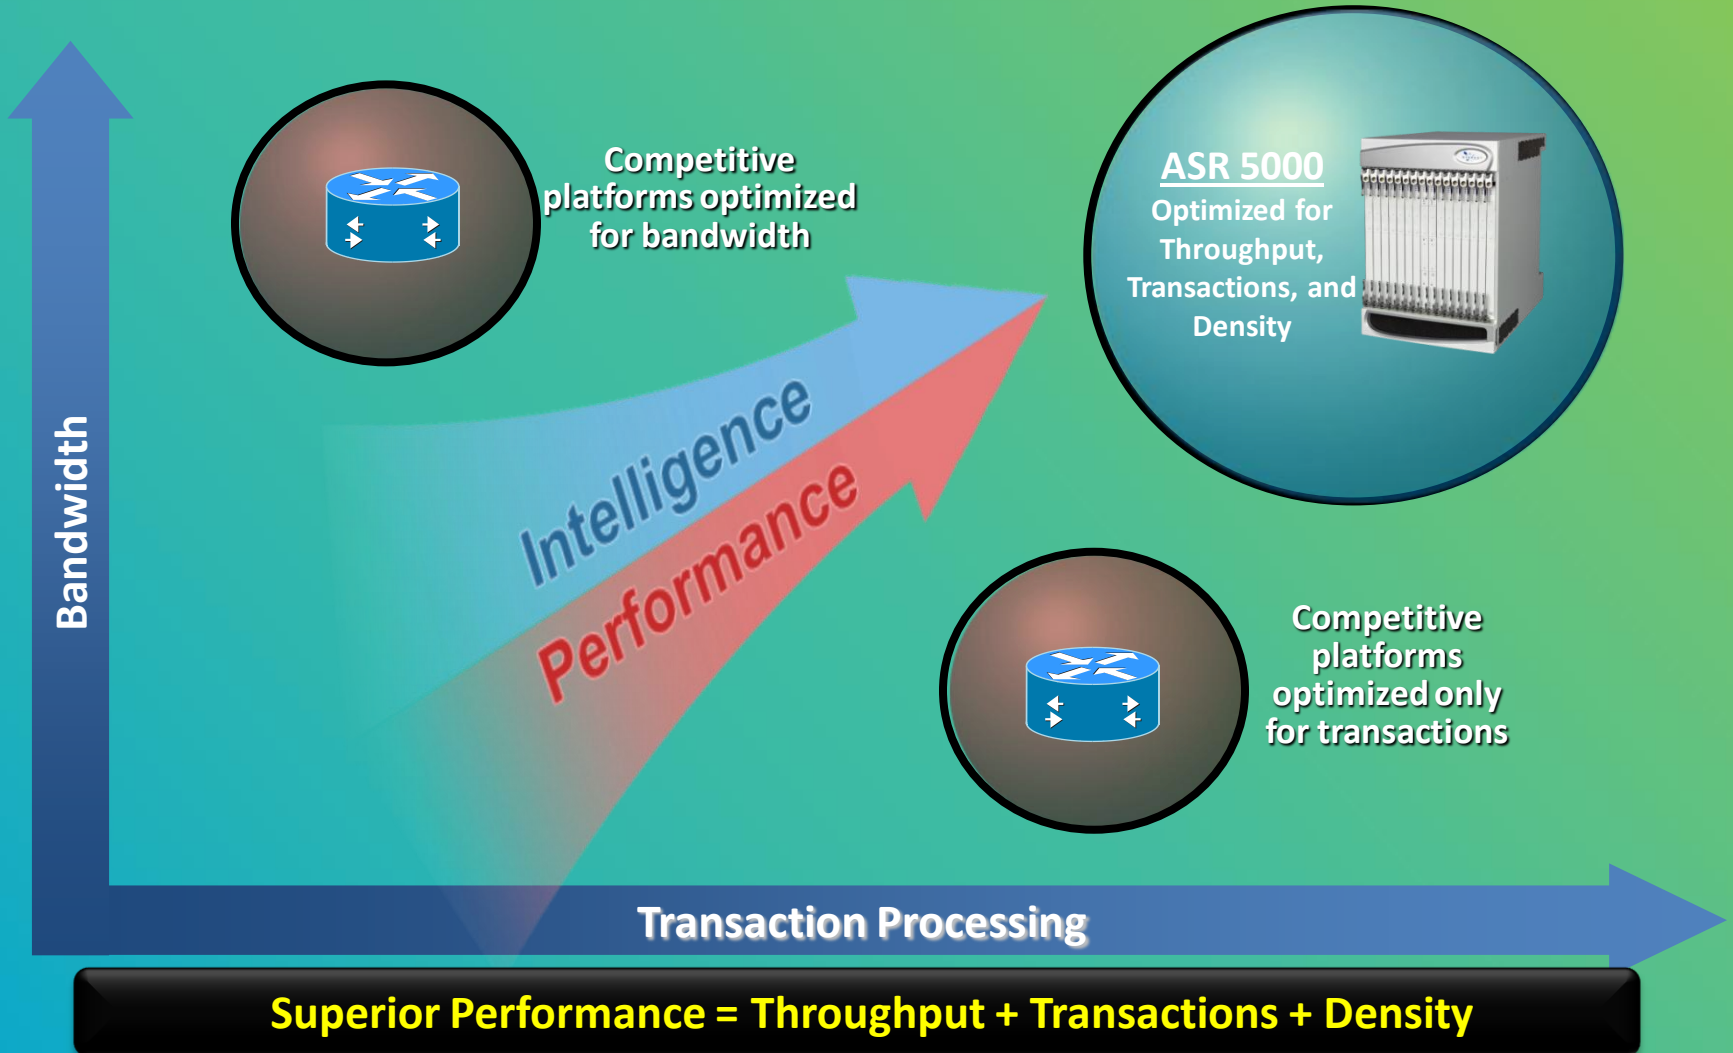 Competitive
platforms optimized
for bandwidth
ASR 5000
Optimized for
Throughput,
Transactions, and
Density
Bandwidth
Intelligence
Performance
Competitive
platforms
optimized only
for transactions
Transaction Processing
Superior Performance = Throughput + Transactions + Density